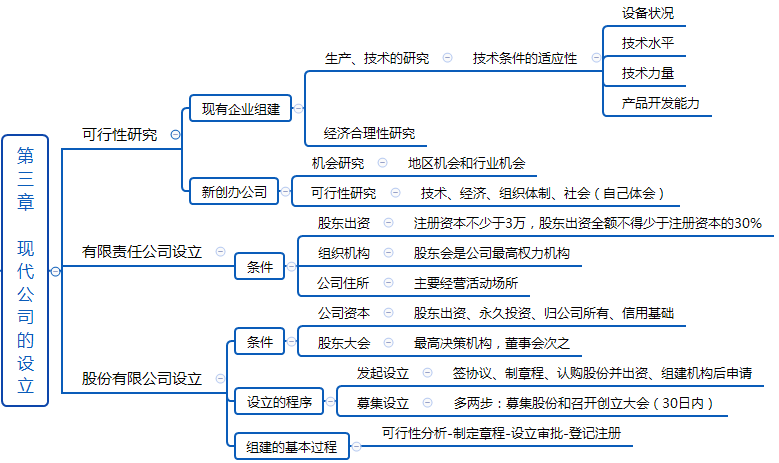 第三章 现代公司的设立
可行性研究
现有企业组建
生产、技术的研究
技术条件的适应性
设备状况
技术水平
技术力量
产品开发能力
经济合理性研究
新创办公司
机会研究
地区机会和行业机会
可行性研究
技术、经济、组织体制、社会（自己体会）
有限责任公司设立
条件
股东出资
注册资本不少于3万，股东出资全额不得少于注册资本的30%
组织机构
股东会是公司最高权力机构
公司住所
主要经营活动场所
股份有限公司设立
条件
公司资本
股东出资、永久投资、归公司所有、信用基础
股东大会
最高决策机构，董事会次之
设立的程序
发起设立
签协议、制章程、认购股份并出资、组建机构后申请
募集设立
多两步：募集股份和召开创立大会（30日内）
组建的基本过程
可行性分析-制定章程-设立审批-登记注册